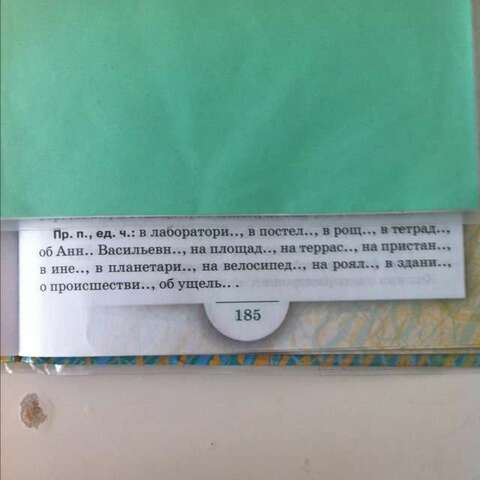 Пр. п., ед. ч.: в лаборатори.., в постел.., в рощ.., в тетрад..,
об Анн.. Васильевн.., на площад.., на террас.., на пристан..,
в ине.., в планетари.., на велосипед.., на роял.., в здани..,
о происшестви.., об ущель.. .
185